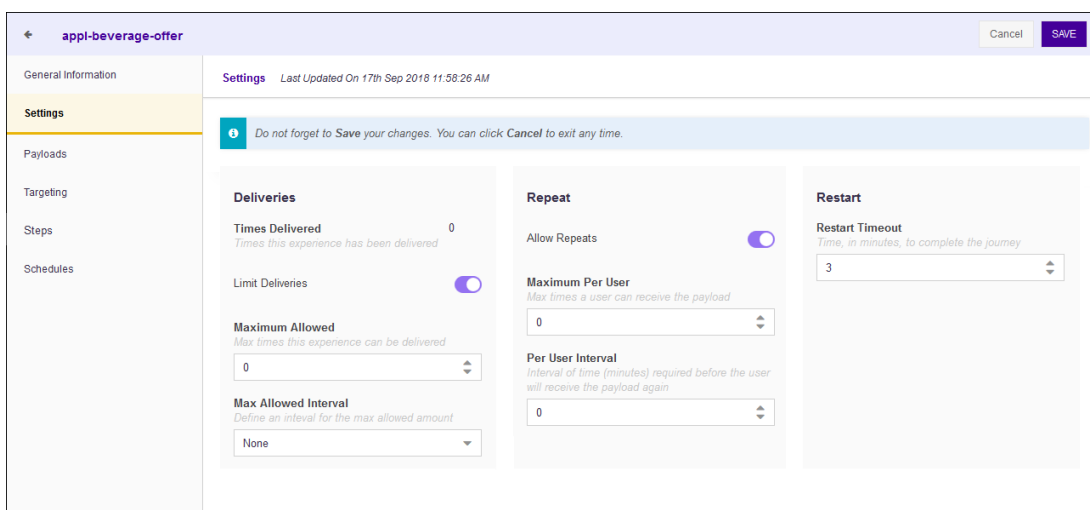 appl-beverage-offer
Cancel
SAVE
General Information
Settings
Payloads
Targeting
Steps
Schedules
Settings Last Updated On 17th Sep 2018 11:58:26 AM
Do not forget to Save your changes. You can click Cancel to exit any time.
Deliveries
Times Delivered 0
Times this experience has been delivered
Limit Deliveries
Maximum Allowed
Max times this experience can be delivered
0
Max Allowed Interval
Define an inteval for the max allowed amount
None
Repeat
Allow Repeats
Maximum Per User
Max times a user can receive the payload
0
Per User Interval
Interval of time (minutes) required before the user
will receive the payload again
0
Restart
Restart Timeout
Time, in minutes, to complete the journey
3